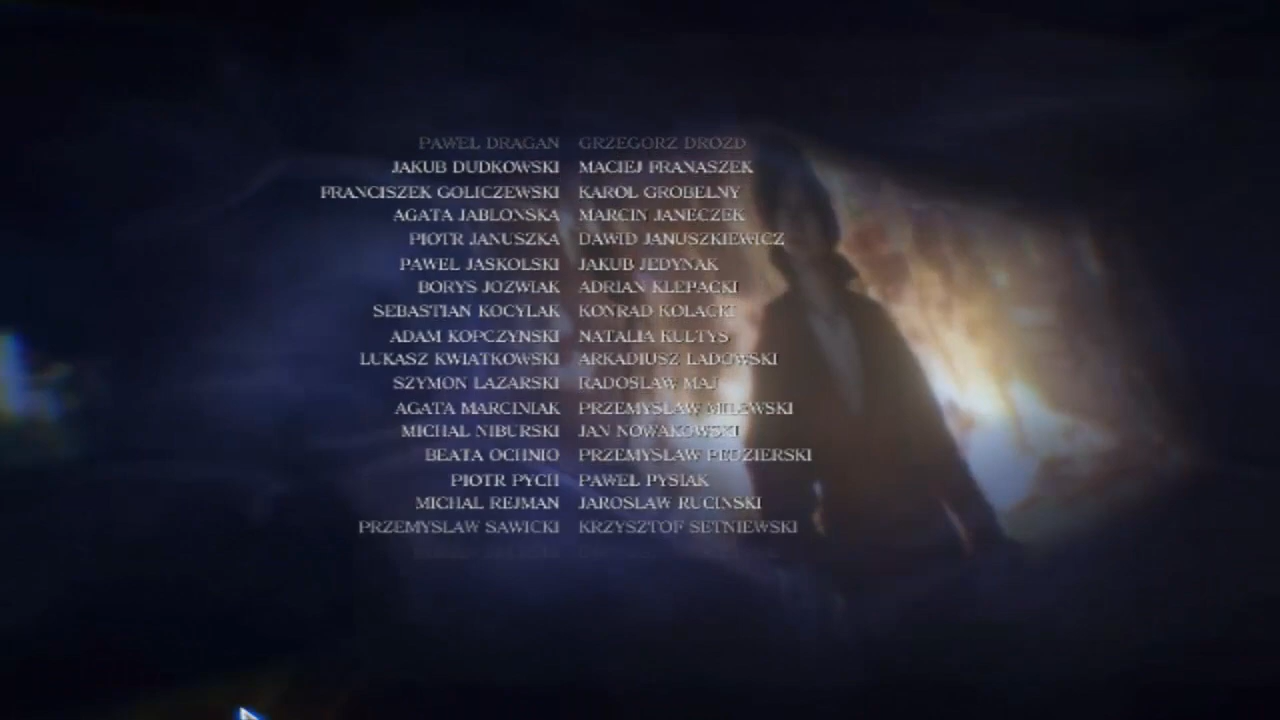 PAWEL DRAGAN GRZEGORZ DROZD
JAKUB DUDKOWSKI MACIEJ FRANASZEK
FRANCISZEK GOLICZEWSKI KAROL GROBELNY
AGATA JABLONSKA MARCIN JANECZEK
PIOTR JANUSZKA DAWID JANUSZKIEWICZ
PAWEL JASKOLSKI JAKUB JEDYNAK
BORYS JOZWIAK ADRIAN KLEPACKI
SEBASTIAN KOCYLAK KONRAD KOLACKI
ADAM KOPCZYNSKI NATALIA KULTYS
LUKASZ KWIATKOWSKI ARKADIUSZ LADOWSKI
SZYMON LAZARSKI RADOSLAW MAJ
AGATA MARCINIAK PRZEMYSLAW MILEWSKI
MICHAL NIBURSKI JAN NOWAKOWSKI
BEATA OCHNIO PRZEMYSLAW PEDZIERSKI
PIOTR PYCH PAWEL PYSIAK
MICHAL REJMAN JAROSLAW RUCINSKI
PRZEMYSLAW SAWICKI KRZYSZTOF SETNIEWSKI